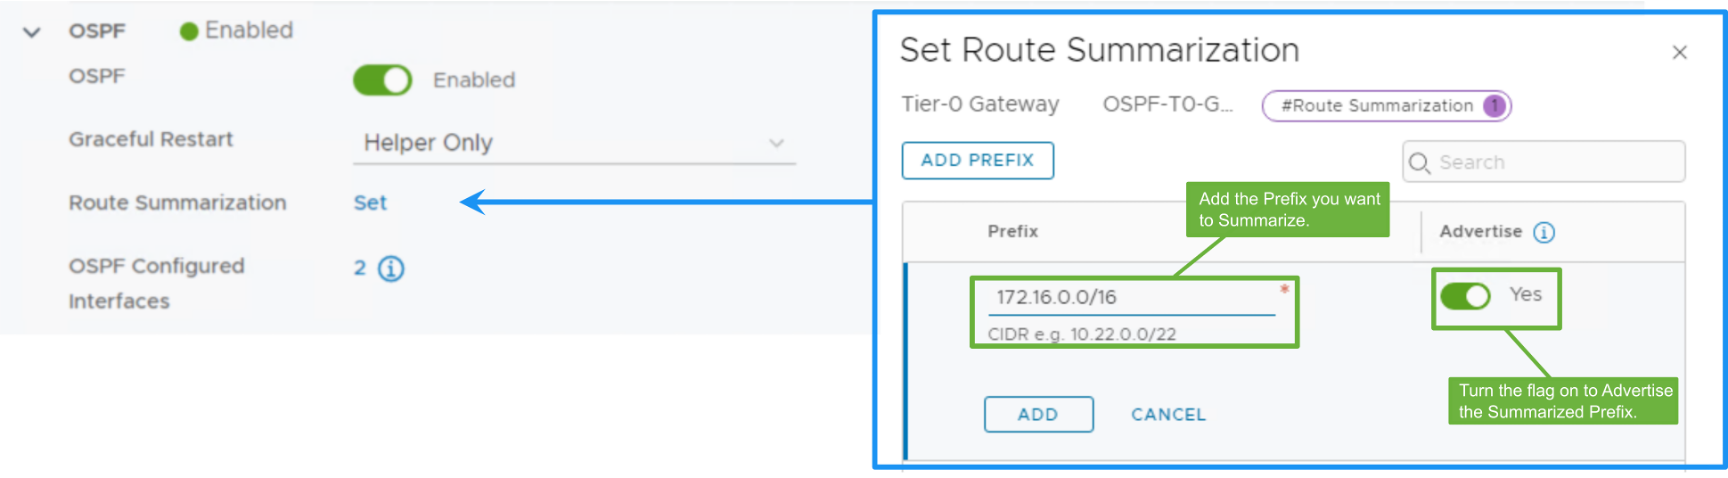 OSPF Enabled
OSPF Enabled
Graceful Restart Helper Only
Route Summarization Set
OSPF Configured
Interfaces
2
Set Route Summarization
Tier-0 Gateway OSPF-T0-G... #Route Summarization 1
ADD PREFIX
Search
Add the Prefix you want
to Summarize.
Prefix
Advertise
172.16.0.0/16 *
CIDR e.g. 10.22.0.0/22
Yes
Turn the flag on to Advertise
the Summarized Prefix.
ADD CANCEL